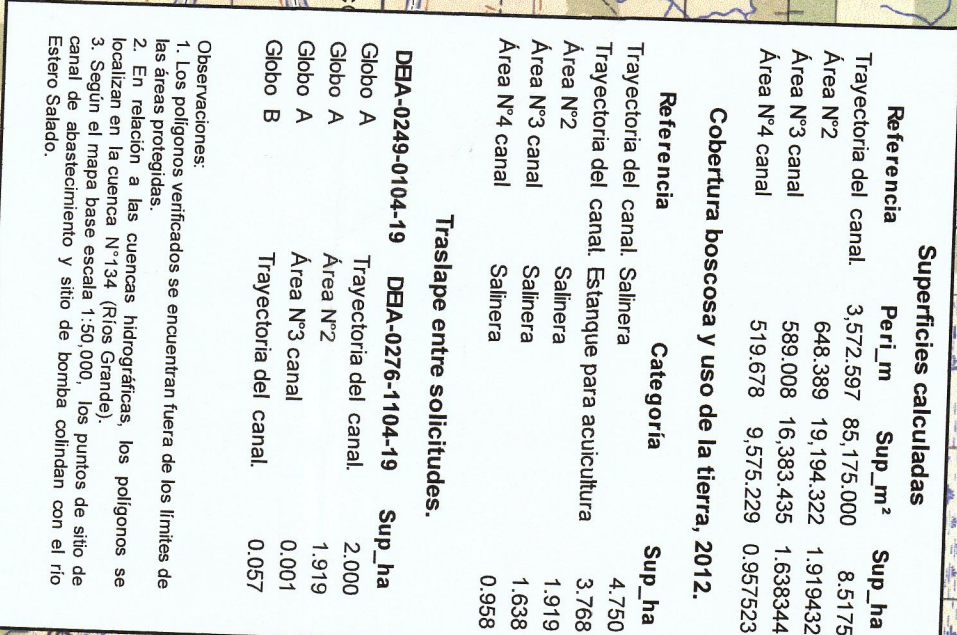 Superficies calculadas
Referencia Peri_m Sup_m² Sup_ha
Trayectoria del canal. 3,572.597 85,175.000 8.5175
Área N°2 648.389 19,194.322 1.919432
Área N°3 canal 589.008 16,383.435 1.638344
Área N°4 canal 519.678 9,575.229 0.957523
Cobertura boscosa y uso de la tierra, 2012.
Referencia Categoría Sup_ha
Trayectoria del canal. Salinera 4.750
Trayectoria del canal. Estanque para acuicultura 3.768
Área N°2 Salinera 1.919
Área N°3 canal Salinera 1.638
Área N°4 canal Salinera 0.958
Traslape entre solicitudes.
DEIA-0249-0104-19 DEIA-0276-1104-19 Sup_ha
Globo A Trayectoria del canal. 2.000
Globo A Área N°2 1.919
Globo A Área N°3 canal 0.001
Globo B Trayectoria del canal. 0.057
Observaciones:
1. Los polígonos verificados se encuentran fuera de los límites de
las áreas protegidas.
2. En relación a las cuencas hidrográficas, los polígonos se
localizan en la cuenca N°134 (Ríos Grande).
3. Según el mapa base escala 1:50,000, los puntos de sitio de
canal de abastecimiento y sitio de bomba colindan con el río
Estero Salado.